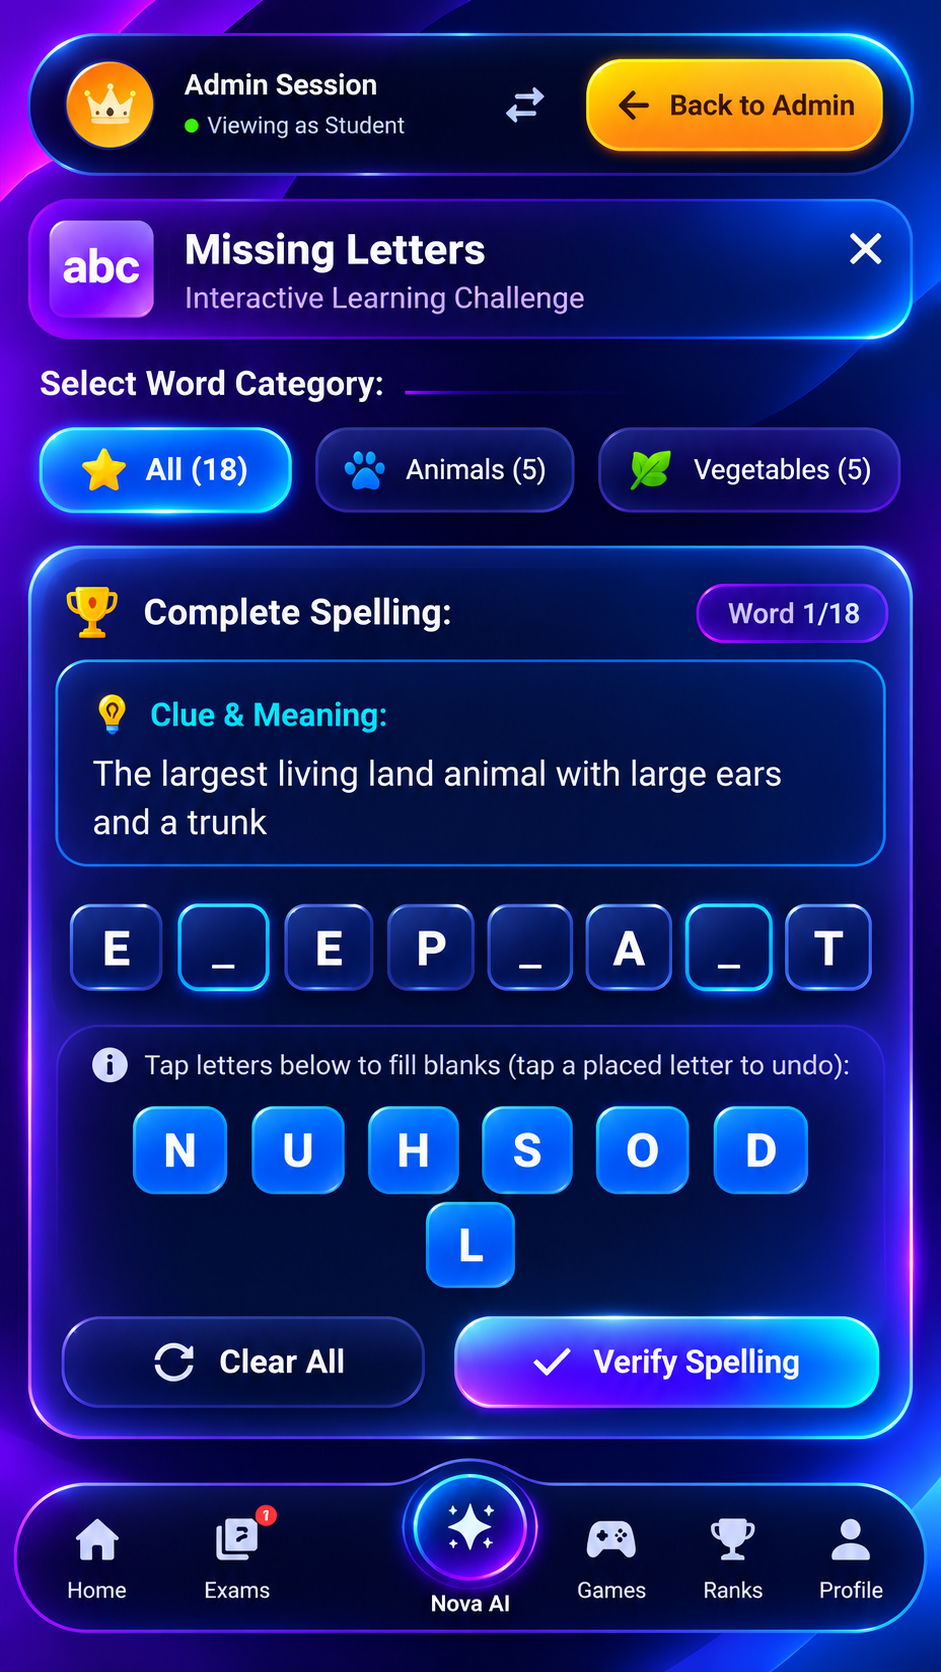 Admin Session
Viewing as Student
Back to Admin
abc
Missing Letters
Interactive Learning Challenge
Select Word Category:
All (18)
Animals (5)
Vegetables (5)
Complete Spelling:
Word 1/18
Clue & Meaning:
The largest living land animal with large ears
and a trunk
E _ E P _ A _ T
Tap letters below to fill blanks (tap a placed letter to undo):
N U H S O D
L
Clear All
Verify Spelling
1
Home
Exams
Nova AI
Games
Ranks
Profile